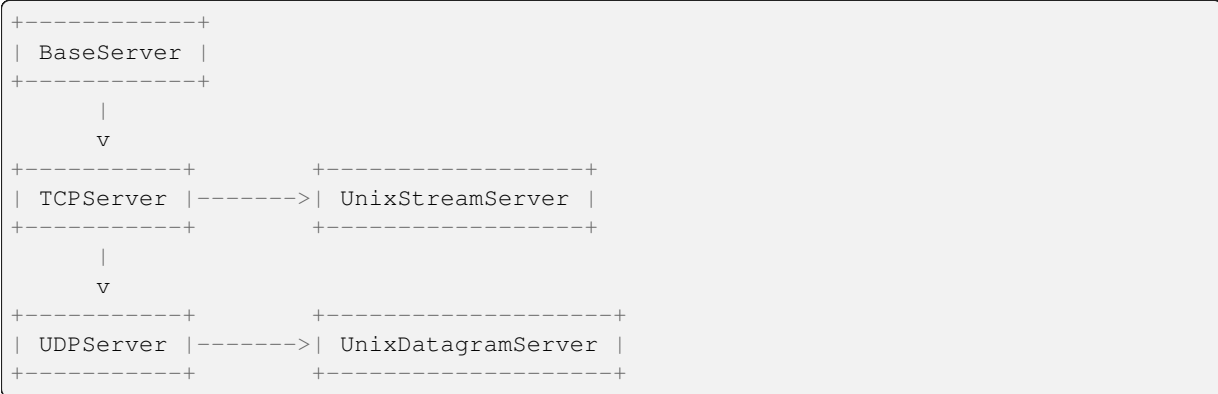 +------------+
| BaseServer |
+------------+
      |
      v
+-----------+        +------------------+
| TCPServer |------->| UnixStreamServer |
+-----------+        +------------------+
      |
      v
+-----------+        +--------------------+
| UDPServer |------->| UnixDatagramServer |
+-----------+        +--------------------+